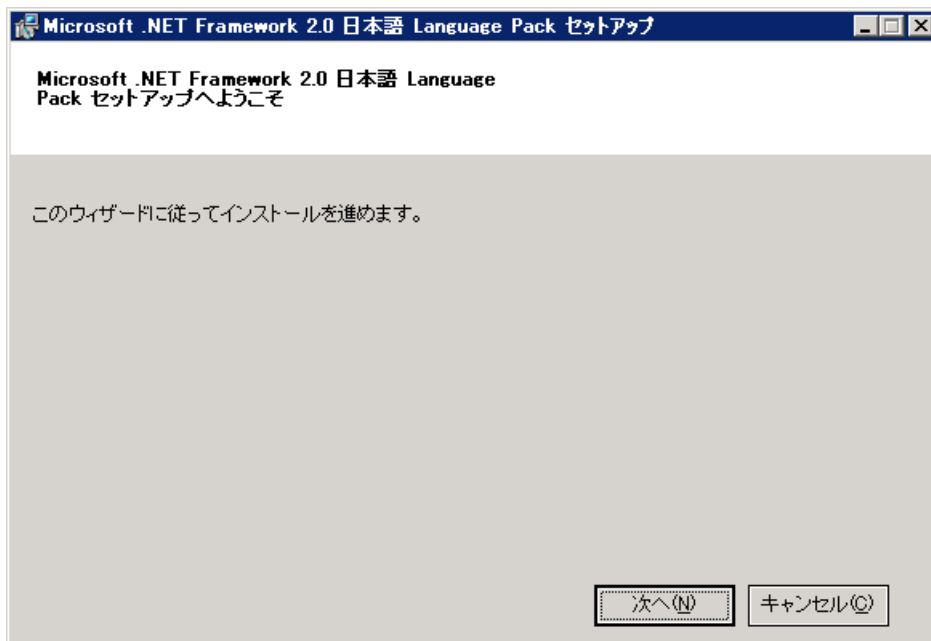 Microsoft .NET Framework 2.0 日本語 Language Pack セットアップ
Microsoft .NET Framework 2.0 日本語 Language
Pack セットアップへようこそ
このウィザードに従ってインストールを進めます。
次へ(N)
キャンセル(C)